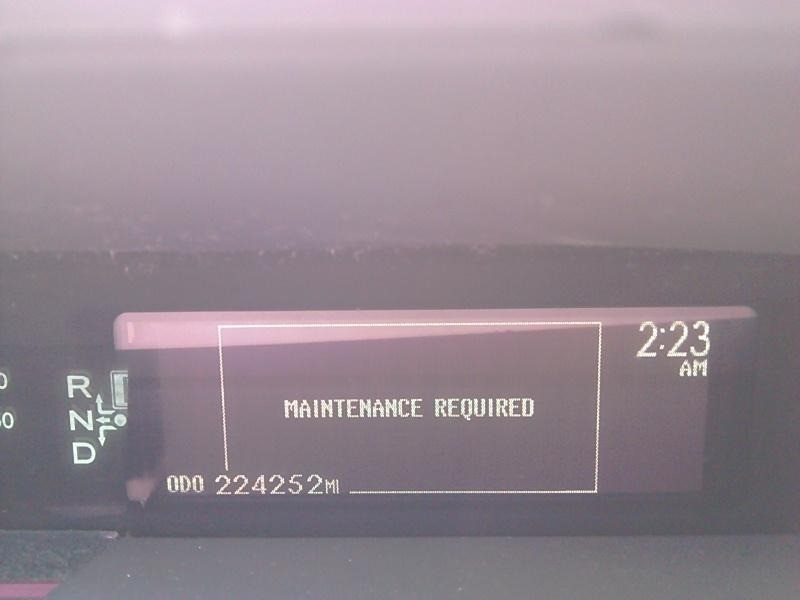 2:23
AM
R
N
D
MAINTENANCE REQUIRED
ODO 224252MI